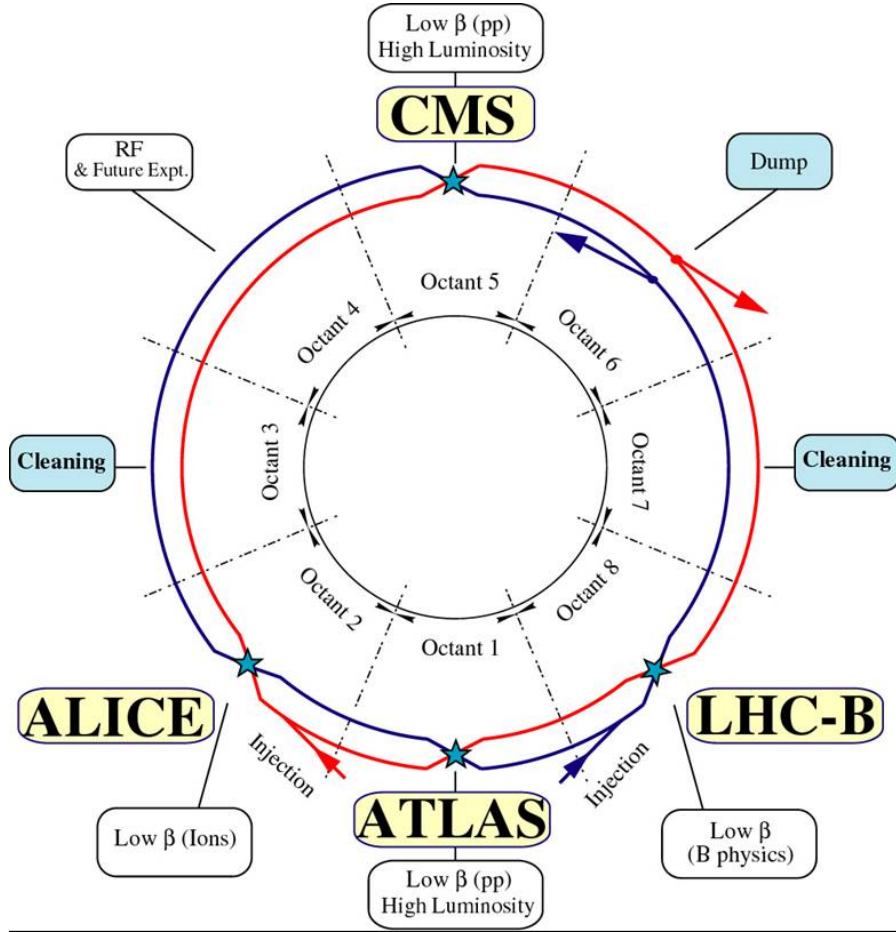 Low β (pp)
High Luminosity
CMS
RF
& Future Expt.
Dump
Octant 5
Octant 4
Octant 6
Cleaning
Octant 3
Octant 7
Cleaning
Octant 2
Octant 8
Octant 1
ALICE
LHC-B
Injection
Injection
ATLAS
Low β (Ions)
Low β
(B physics)
Low β (pp)
High Luminosity